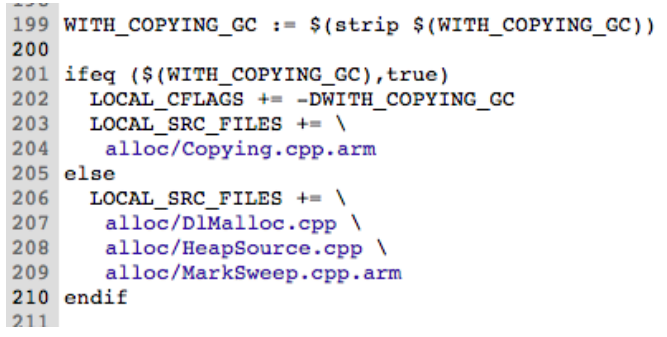 199 WITH_COPYING_GC := $(strip $(WITH_COPYING_GC))
200
201 ifeq ($(WITH_COPYING_GC),true)
202   LOCAL_CFLAGS += -DWITH_COPYING_GC
203   LOCAL_SRC_FILES += \
204     alloc/Copying.cpp.arm
205 else
206   LOCAL_SRC_FILES += \
207     alloc/DlMalloc.cpp \
208     alloc/HeapSource.cpp \
209     alloc/MarkSweep.cpp.arm
210 endif
211